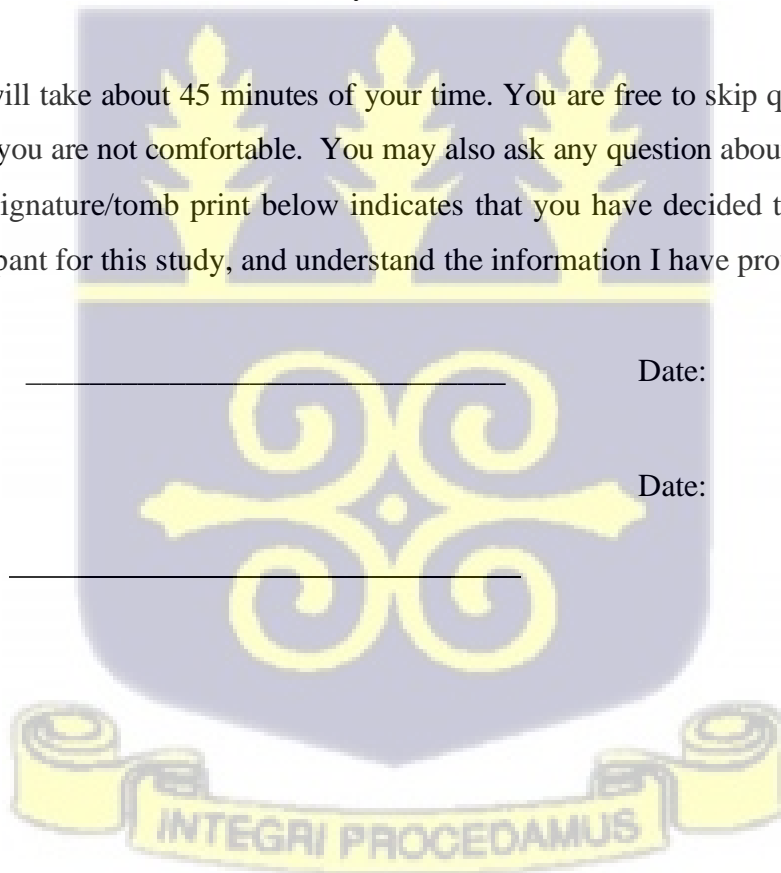 will take about 45 minutes of your time. You are free to skip q
you are not comfortable. You may also ask any question abou
ignature/tomb print below indicates that you have decided t
pant for this study, and understand the information I have pro
Date:
Date:
INTEGRI PROCEDAMUS